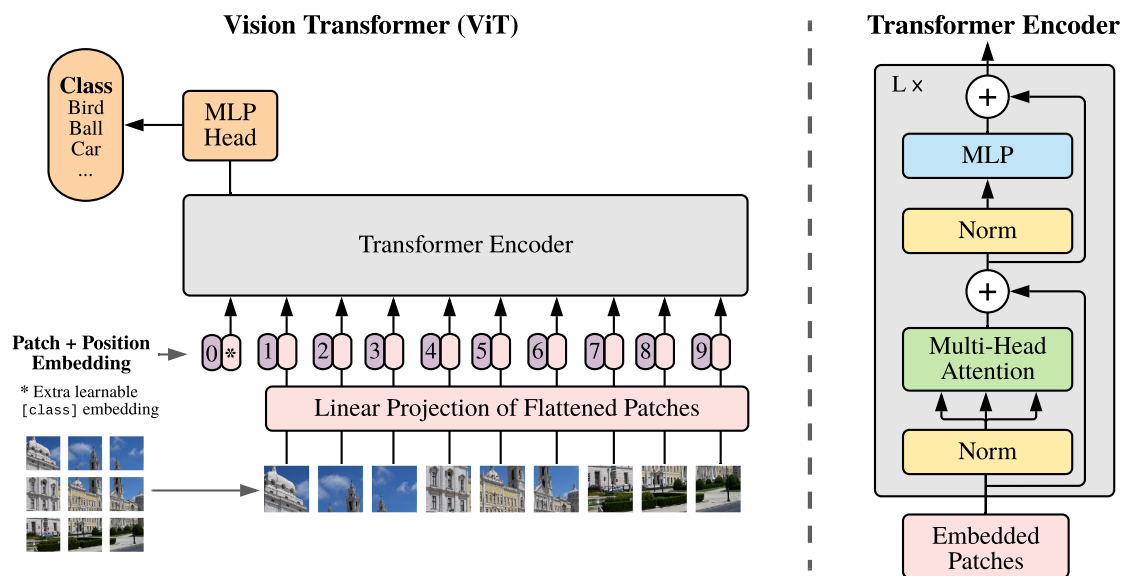 Vision Transformer (ViT)
Class
Bird
Ball
Car
...
MLP
Head
Transformer Encoder
0 * 1 2 3 4 5 6 7 8 9
Patch + Position
Embedding
* Extra learnable
[class] embedding
Linear Projection of Flattened Patches
Transformer Encoder
L ×
+
MLP
Norm
+
Multi-Head
Attention
Norm
Embedded
Patches